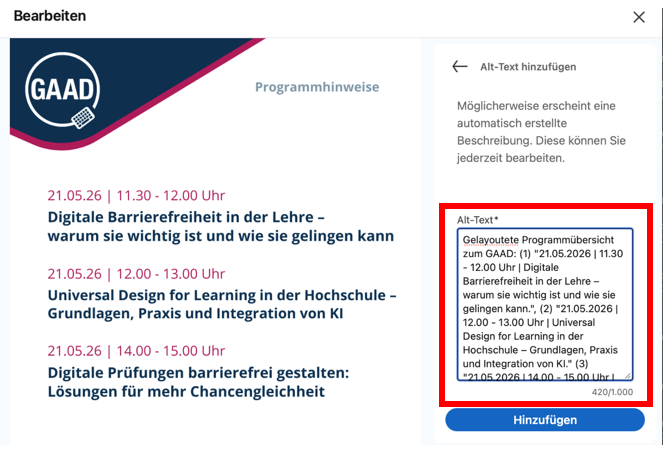 Bearbeiten
GAAD
Programmhinweise
21.05.26 | 11.30 - 12.00 Uhr
Digitale Barrierefreiheit in der Lehre –
warum sie wichtig ist und wie sie gelingen kann
21.05.26 | 12.00 - 13.00 Uhr
Universal Design for Learning in der Hochschule –
Grundlagen, Praxis und Integration von KI
21.05.26 | 14.00 - 15.00 Uhr
Digitale Prüfungen barrierefrei gestalten:
Lösungen für mehr Chancengleichheit
Alt-Text hinzufügen
Möglicherweise erscheint eine
automatisch erstellte
Beschreibung. Diese können Sie
jederzeit bearbeiten.
Alt-Text*
Gelayoutete Programmübersicht
zum GAAD: (1) "21.05.2026 | 11.30
- 12.00 Uhr | Digitale
Barrierefreiheit in der Lehre –
warum sie wichtig ist und wie sie
gelingen kann.", (2) "21.05.2026 |
12.00 - 13.00 Uhr | Universal
Design for Learning in der
Hochschule – Grundlagen, Praxis
und Integration von KI." (3)
"21.05.2026 | 14.00 - 15.00 Uhr |
420/1.000
Hinzufügen